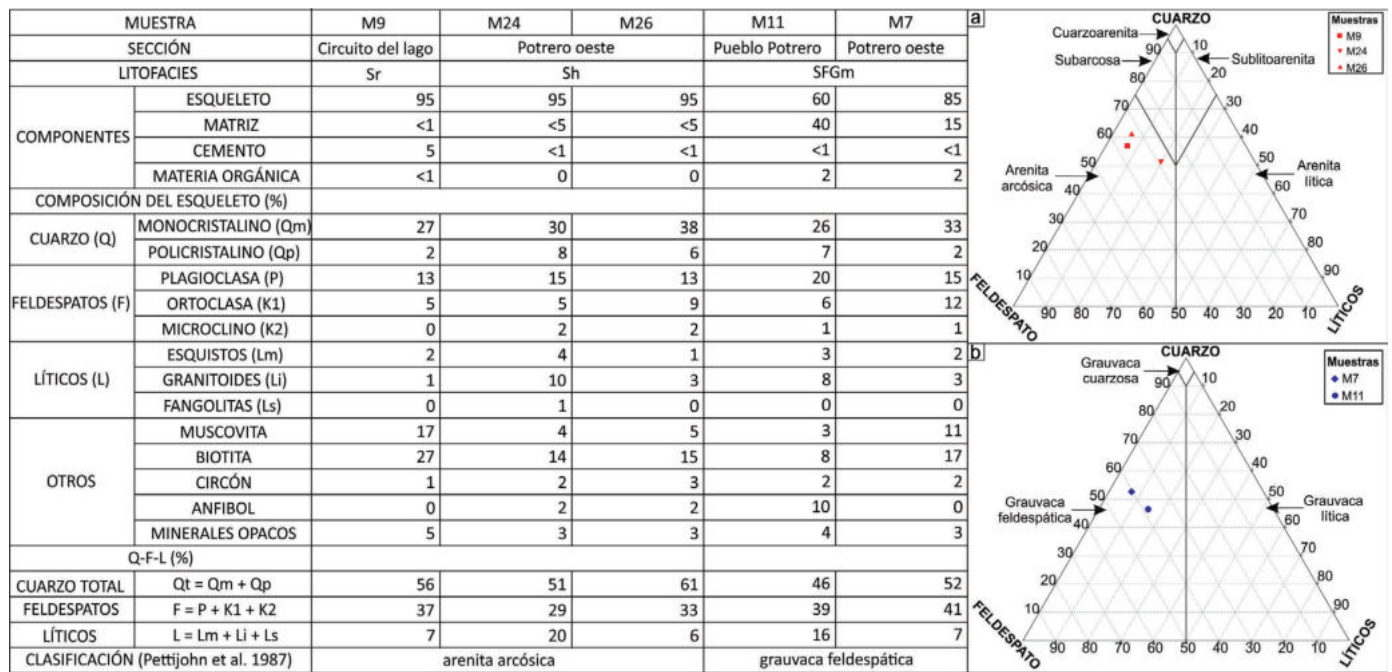 MUESTRA M9 M24 M26 M11 M7
SECCIÓN Circuito del lago Potrero oeste Pueblo Potrero Potrero oeste
LITOFACIES Sr Sh SFGm
COMPONENTES
ESQUELETO 95 95 95 60 85
MATRIZ <1 <5 <5 40 15
CEMENTO 5 <1 <1 <1 <1
MATERIA ORGÁNICA <1 0 0 2 2
COMPOSICIÓN DEL ESQUELETO (%)
CUARZO (Q)
MONOCRISTALINO (Qm) 27 30 38 26 33
POLICRISTALINO (Qp) 2 8 6 7 2
FELDESPATOS (F)
PLAGIOCLASA (P) 13 15 13 20 15
ORTOCLASA (K1) 5 5 9 6 12
MICROCLINO (K2) 0 2 2 1 1
LÍTICOS (L)
ESQUISTOS (Lm) 2 4 1 3 2
GRANITOIDES (Li) 1 10 3 8 3
FANGOLITAS (Ls) 0 1 0 0 0
OTROS
MUSCOVITA 17 4 5 3 11
BIOTITA 27 14 15 8 17
CIRCÓN 1 2 3 2 2
ANFIBOL 0 2 2 10 0
MINERALES OPACOS 5 3 3 4 3
Q-F-L (%)
CUARZO TOTAL Qt = Qm + Qp 56 51 61 46 52
FELDESPATOS F = P + K1 + K2 37 29 33 39 41
LÍTICOS L = Lm + Li + Ls 7 20 6 16 7
CLASIFICACIÓN (Pettijohn et al. 1987) arenita arcósica grauvaca feldespática
a
CUARZO
Muestras
M9
M24
M26
Cuarzoarenita
Subarcosa
Sublitoarenita
Arenita
arcósica
Arenita
lítica
90 10
80 20
70 30
60 40
50 50
40 60
30 70
20 80
10 90
FELDESPATO
LÍTICOS
90 80 70 60 50 40 30 20 10
b
CUARZO
Muestras
M7
M11
Grauvaca
cuarzosa
Grauvaca
feldespática
Grauvaca
lítica
90 10
80 20
70 30
60 40
50 50
40 60
30 70
20 80
10 90
FELDESPATO
LÍTICOS
90 80 70 60 50 40 30 20 10